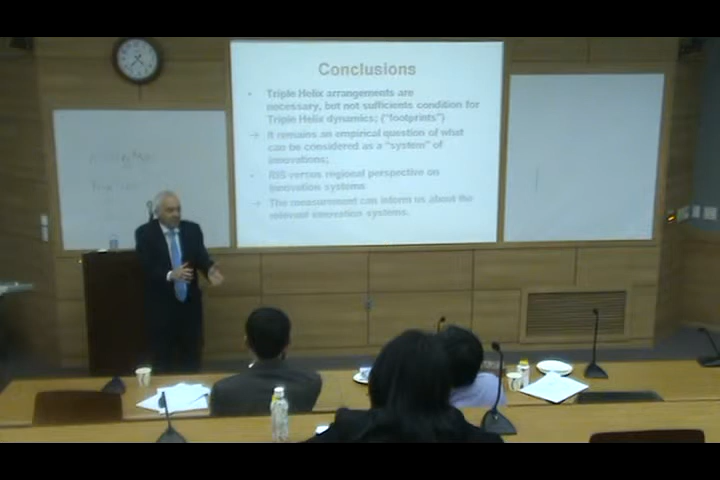 Conclusions
• Triple Helix arrangements are
necessary, but not sufficients condition for
Triple Helix dynamics; ("footprints")
→ It remains an empirical question of what
can be considered as a "system" of
innovations;
• RIS versus regional perspective on
innovation systems
→ The measurement can inform us about the
relevant innovation systems.